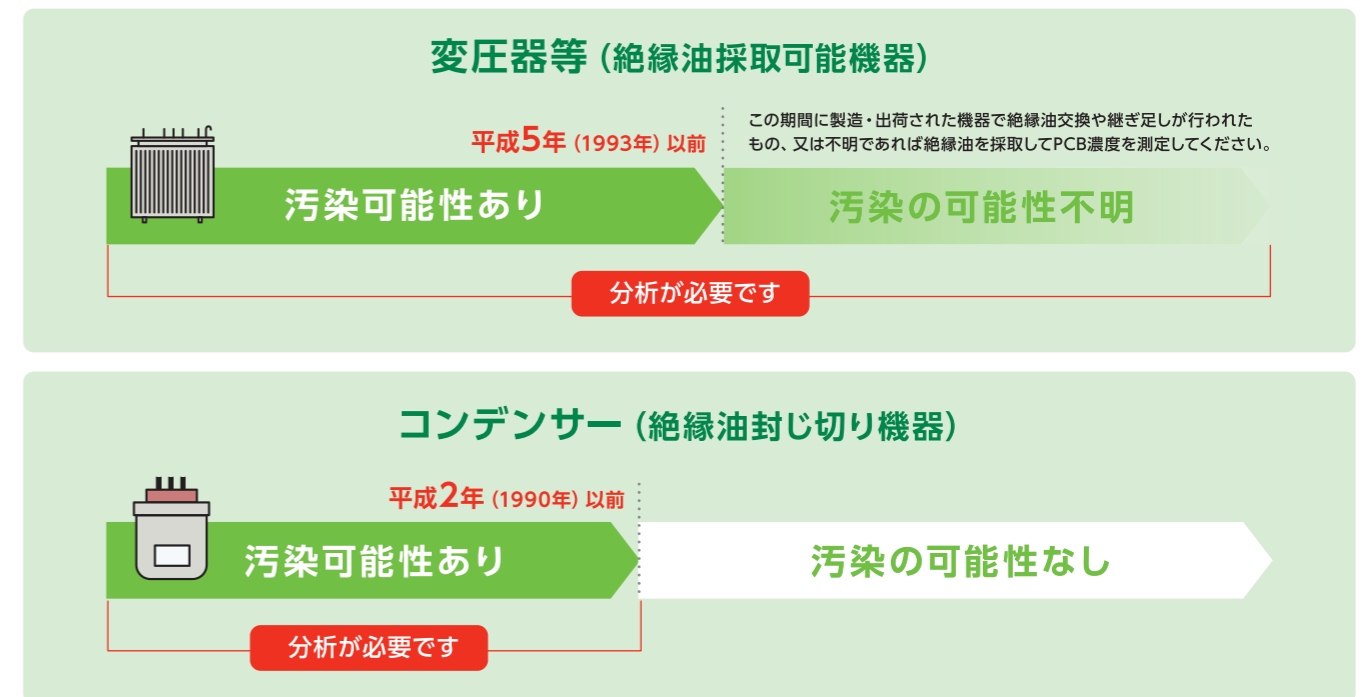 変圧器等（絶縁油採取可能機器）
平成5年（1993年）以前
この期間に製造・出荷された機器で絶縁油交換や継ぎ足しが行われた
もの、又は不明であれば絶縁油を採取してPCB濃度を測定してください。
汚染可能性あり
汚染の可能性不明
分析が必要です
コンデンサー（絶縁油封じ切り機器）
平成2年（1990年）以前
汚染可能性あり
汚染の可能性なし
分析が必要です